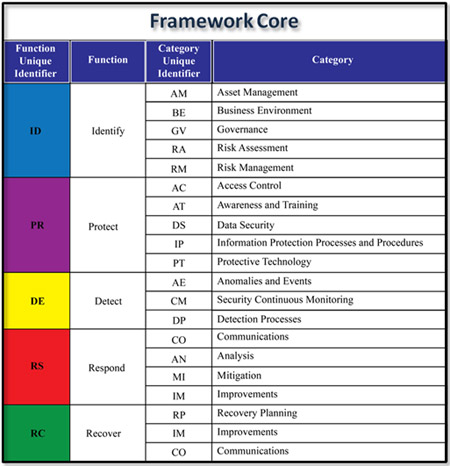 Framework Core
Function Unique Identifier Function Category Unique Identifier Category
ID Identify AM Asset Management
BE Business Environment
GV Governance
RA Risk Assessment
RM Risk Management
PR Protect AC Access Control
AT Awareness and Training
DS Data Security
IP Information Protection Processes and Procedures
PT Protective Technology
DE Detect AE Anomalies and Events
CM Security Continuous Monitoring
DP Detection Processes
RS Respond CO Communications
AN Analysis
MI Mitigation
IM Improvements
RC Recover RP Recovery Planning
IM Improvements
CO Communications